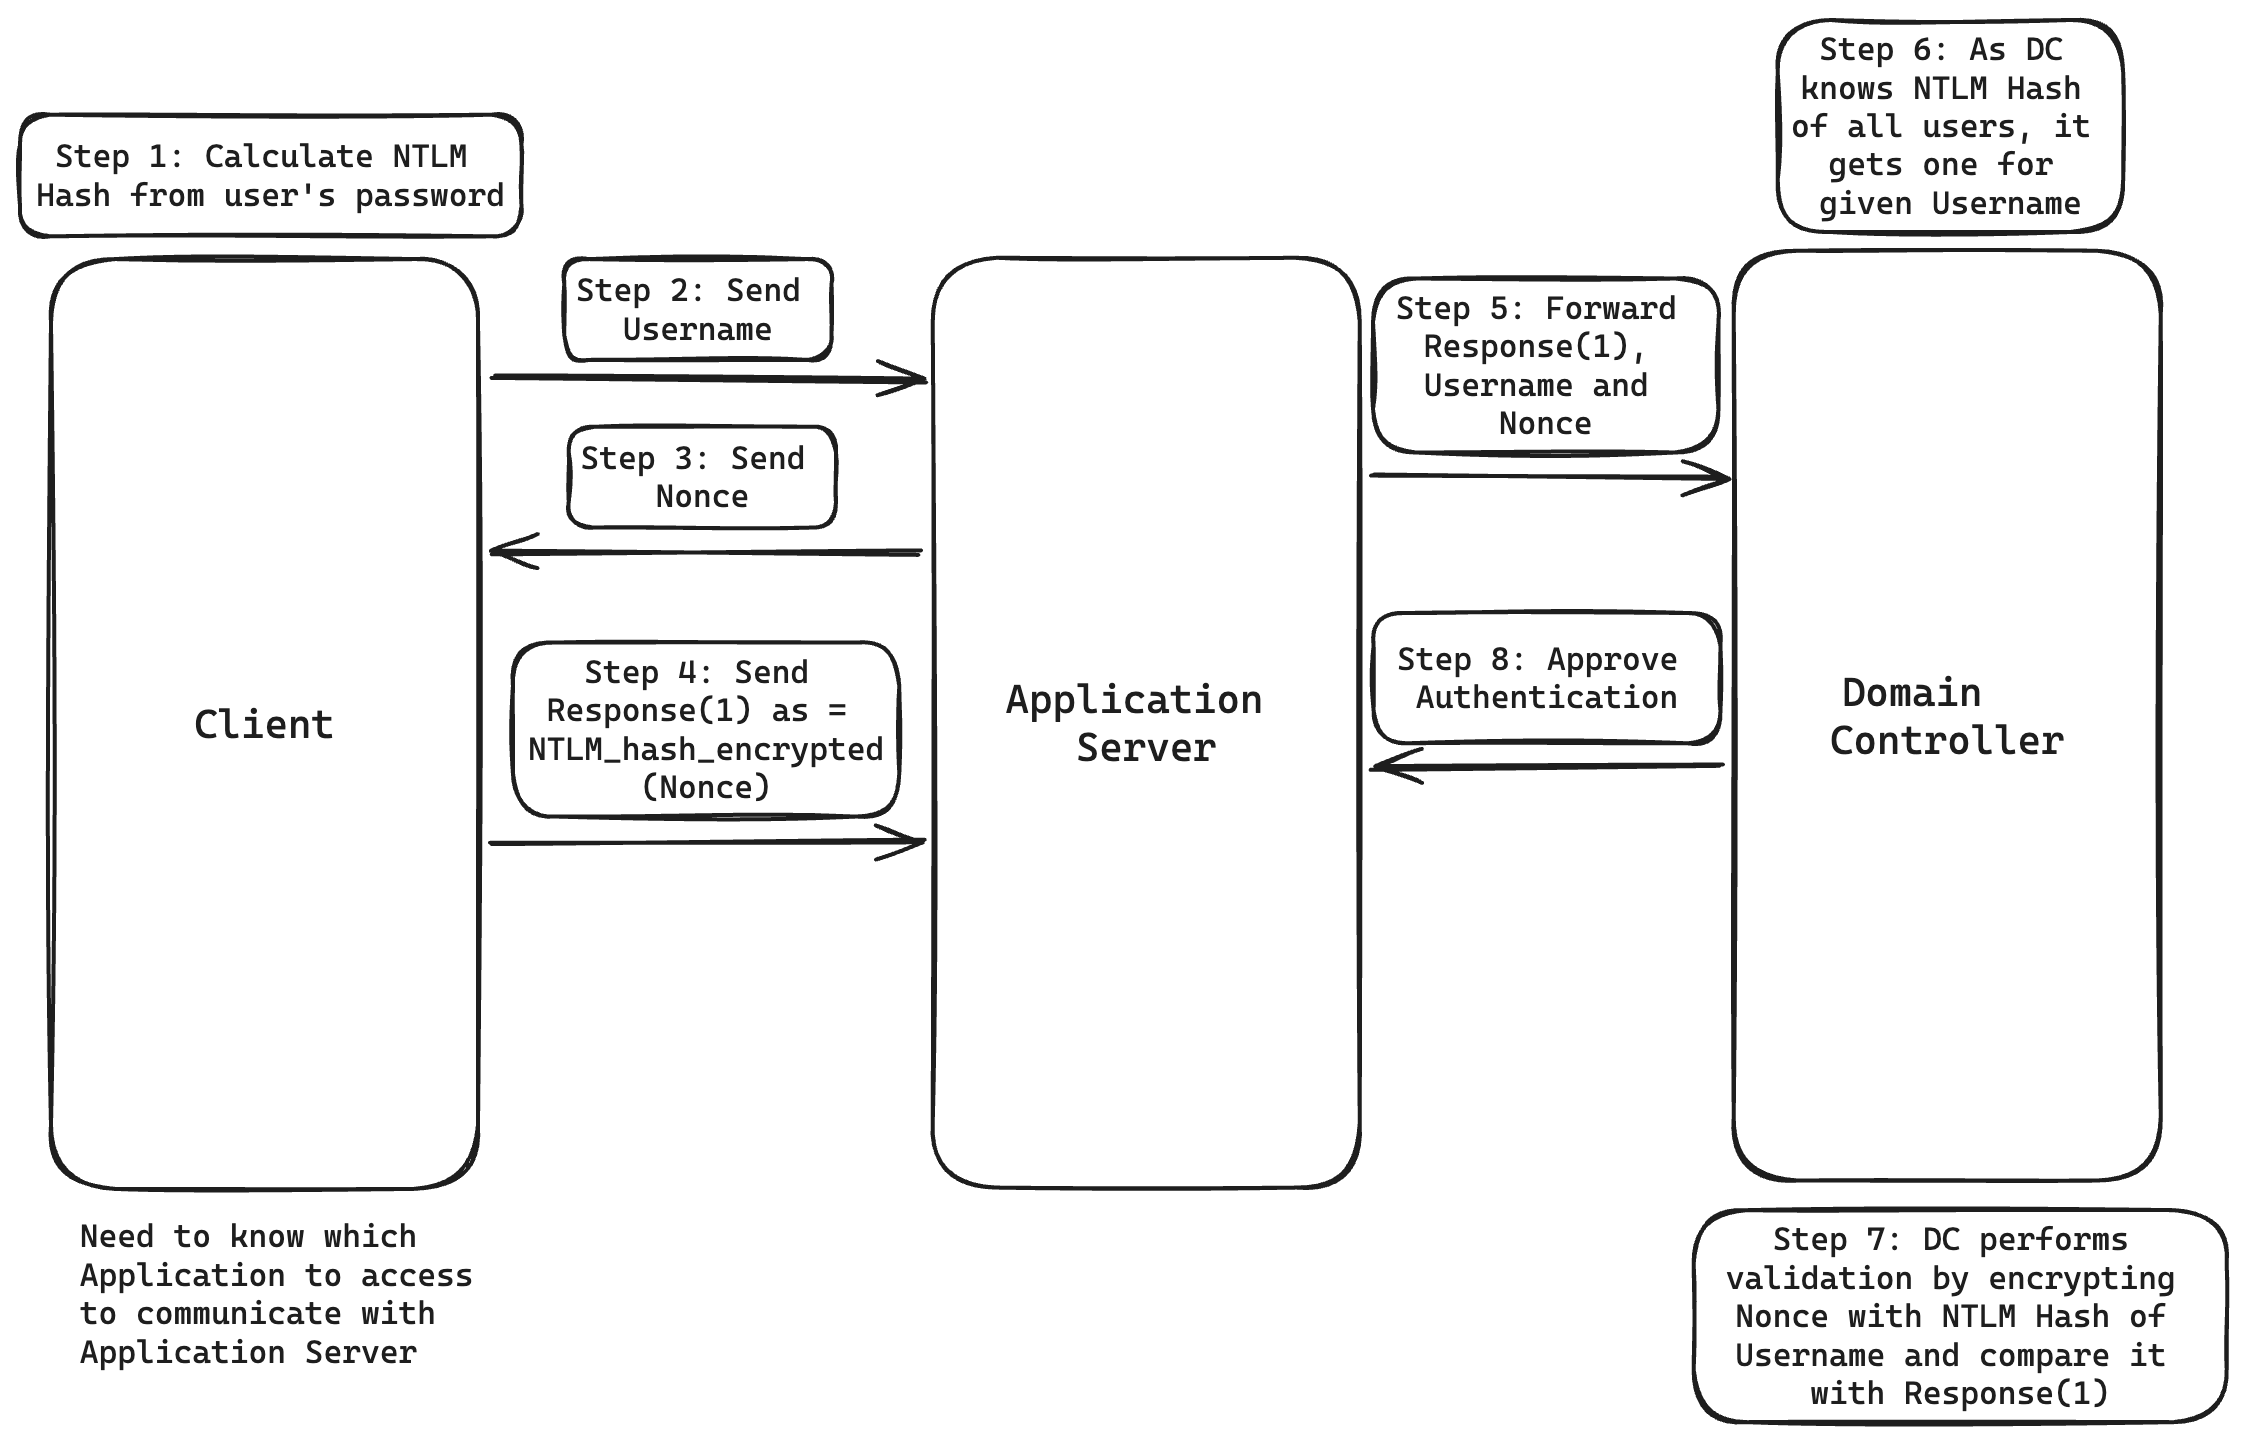 Step 1: Calculate NTLM
Hash from user's password
Client
Need to know which
Application to access
to communicate with
Application Server
Step 2: Send
Username
Step 3: Send
Nonce
Step 4: Send
Response(1) as =
NTLM_hash_encrypted
(Nonce)
Application
Server
Step 5: Forward
Response(1),
Username and
Nonce
Step 6: As DC
knows NTLM Hash
of all users, it
gets one for
given Username
Domain
Controller
Step 7: DC performs
validation by encrypting
Nonce with NTLM Hash of
Username and compare it
with Response(1)
Step 8: Approve
Authentication